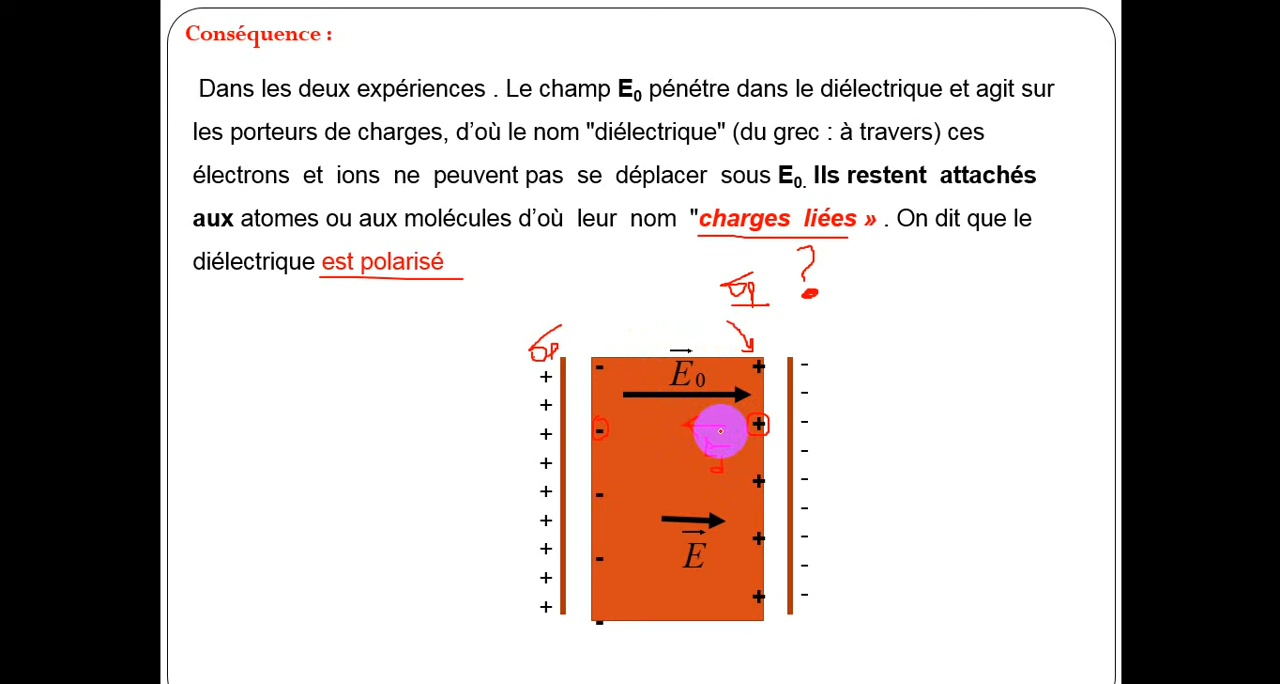 Conséquence :
Dans les deux expériences . Le champ E₀ pénétre dans le diélectrique et agit sur
les porteurs de charges, d’où le nom "diélectrique" (du grec : à travers) ces
électrons et ions ne peuvent pas se déplacer sous E₀. Ils restent attachés
aux atomes ou aux molécules d’où leur nom "charges liées » . On dit que le
diélectrique est polarisé
?
σp
σp
E₀
E